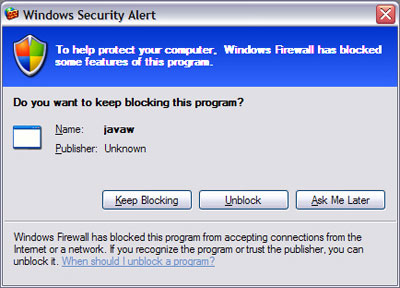 Windows Security Alert
To help protect your computer, Windows Firewall has blocked
some features of this program.
Do you want to keep blocking this program?
Name: javaw
Publisher: Unknown
Keep Blocking Unblock Ask Me Later
Windows Firewall has blocked this program from accepting connections from the
Internet or a network. If you recognize the program or trust the publisher, you can
unblock it. When should I unblock a program?